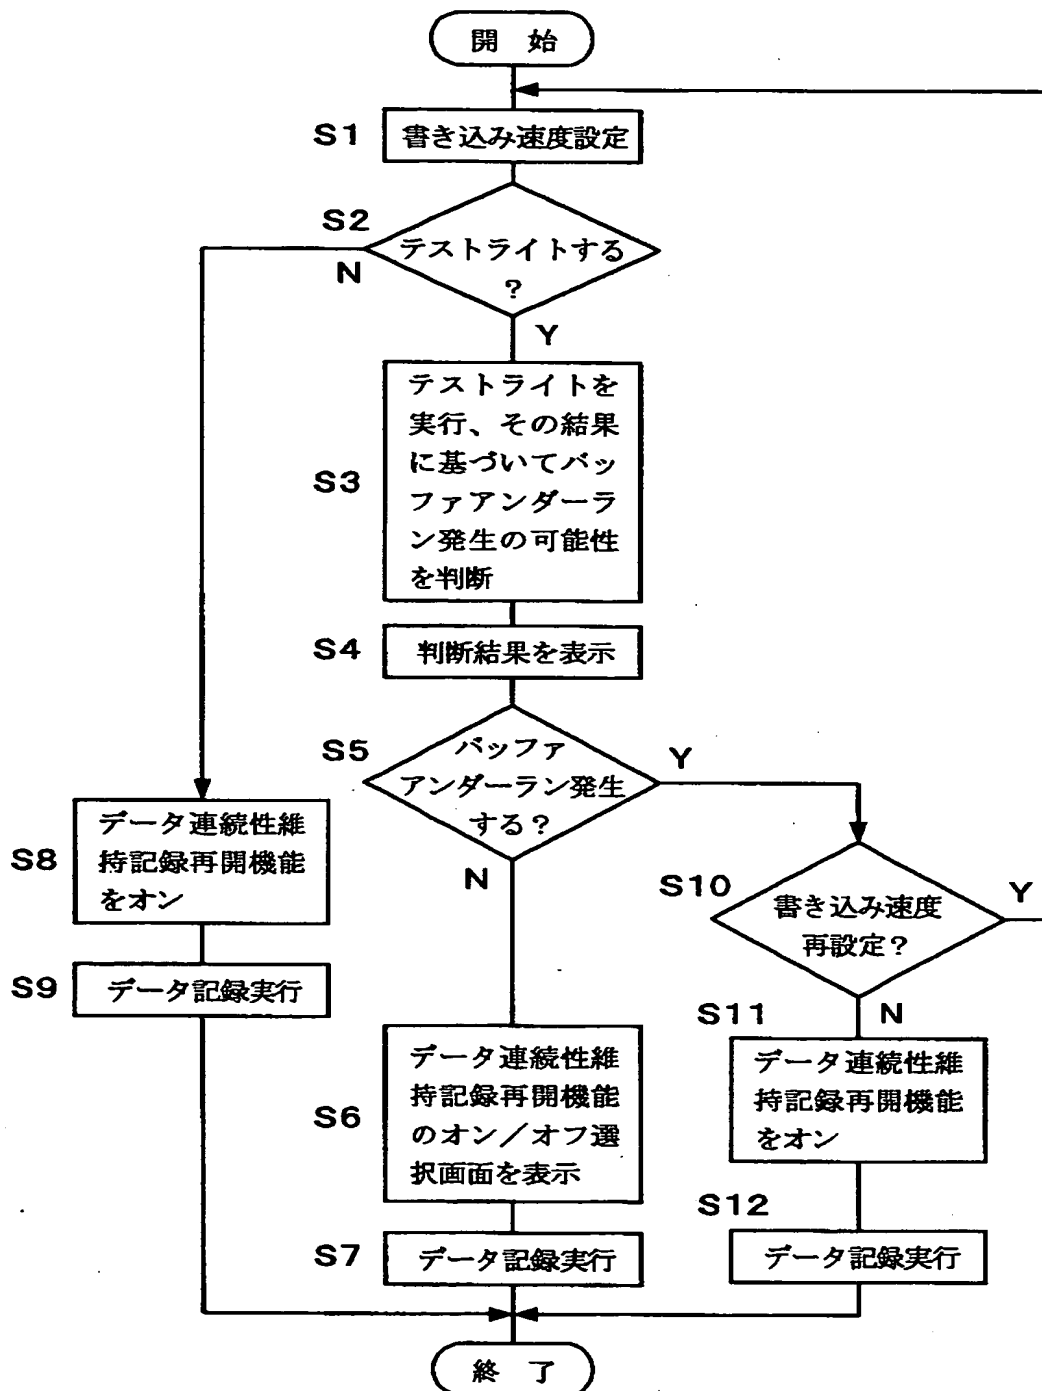 開 始
S1
書き込み速度設定
S2
テストライトする
?
N
Y
S3
テストライトを
実行、その結果
に基づいてバッ
ファアンダーラ
ン発生の可能性
を判断
S4
判断結果を表示
S5
バッファ
アンダーラン発生
する?
Y
N
S8
データ連続性維
持記録再開機能
をオン
S9
データ記録実行
S6
データ連続性維
持記録再開機能
のオン/オフ選
択画面を表示
S7
データ記録実行
S10
書き込み速度
再設定?
Y
N
S11
データ連続性維
持記録再開機能
をオン
S12
データ記録実行
終 了